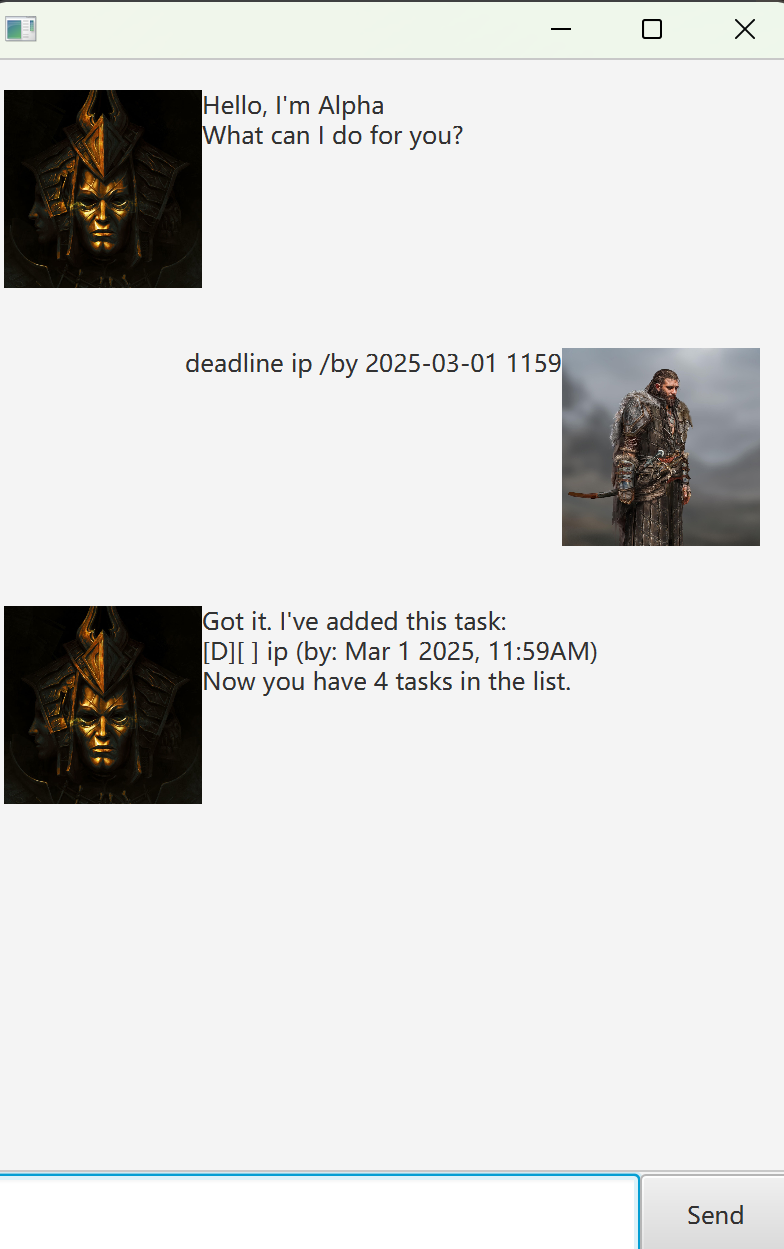 Hello, I'm Alpha
What can I do for you?
deadline ip /by 2025-03-01 1159
Got it. I've added this task:
[D][ ] ip (by: Mar 1 2025, 11:59AM)
Now you have 4 tasks in the list.
Send